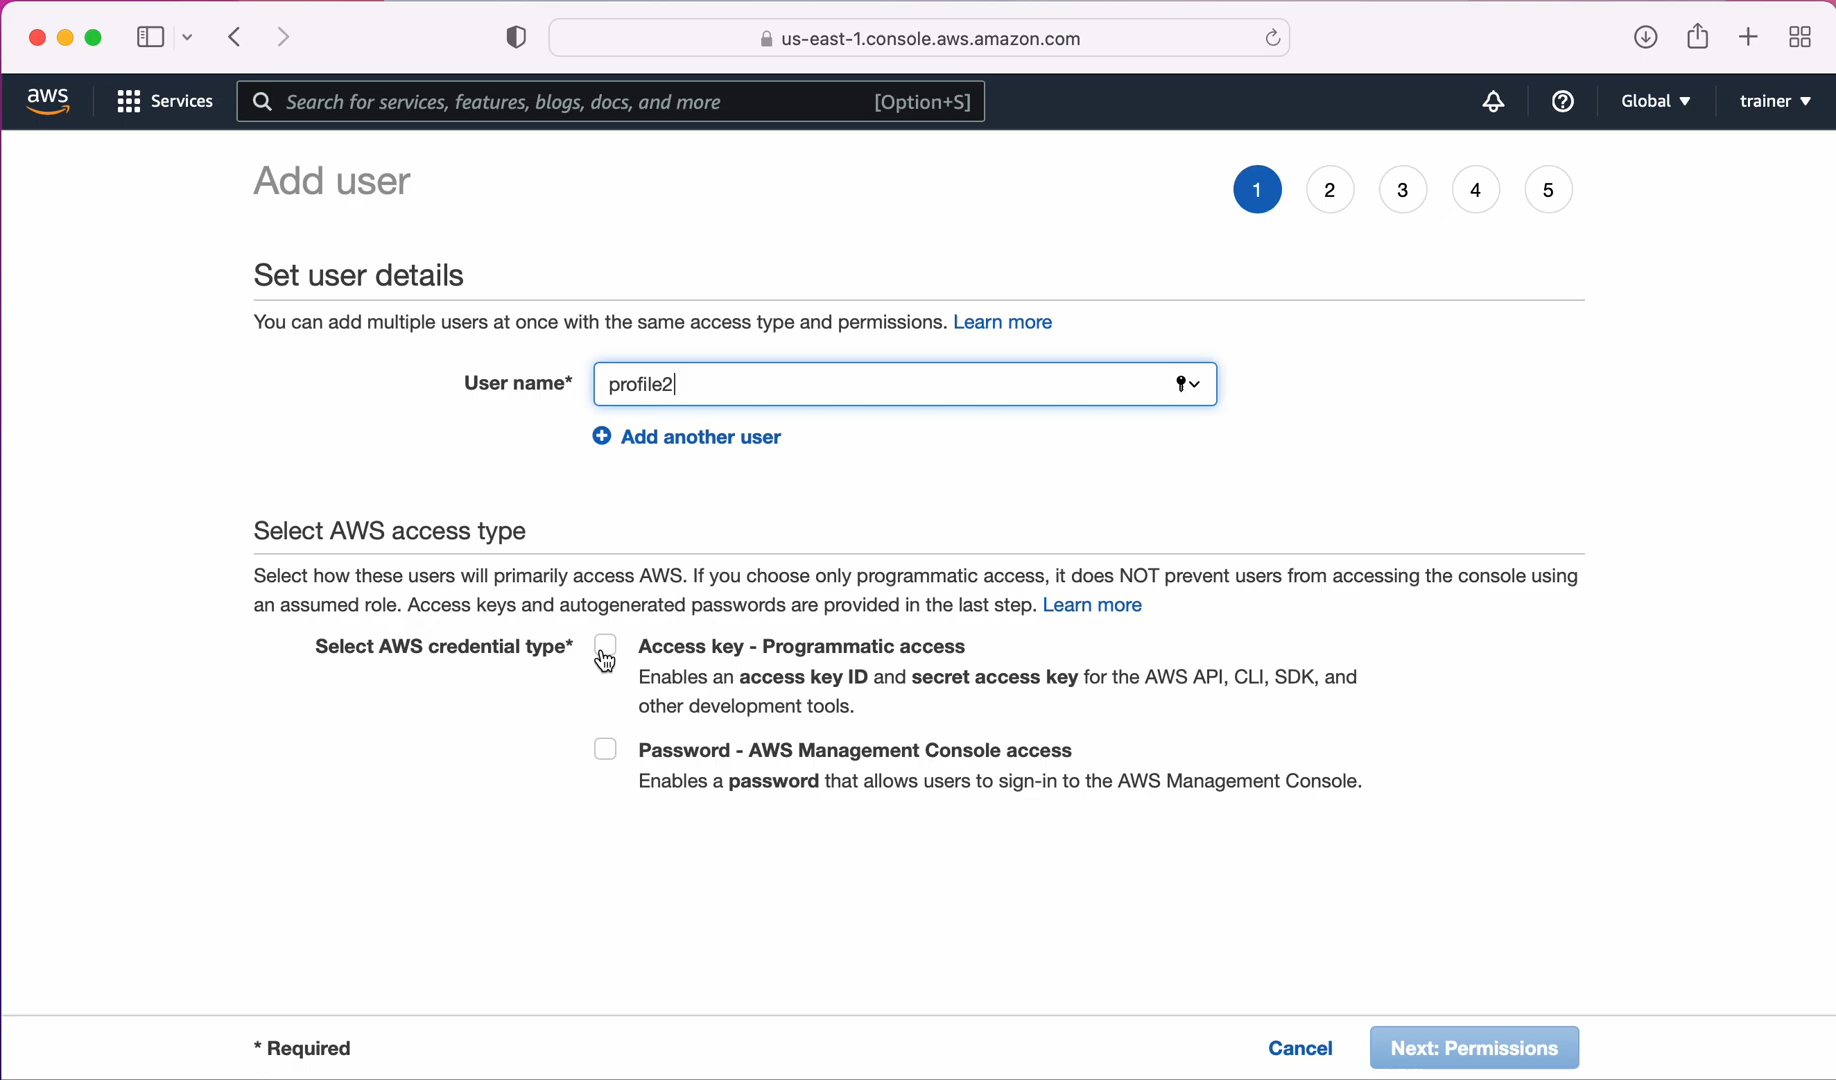 us-east-1.console.aws.amazon.com
aws Services Search for services, features, blogs, docs, and more [Option+S] Global trainer
Add user 1 2 3 4 5
Set user details
You can add multiple users at once with the same access type and permissions. Learn more
User name* profile2
Add another user
Select AWS access type
Select how these users will primarily access AWS. If you choose only programmatic access, it does NOT prevent users from accessing the console using
an assumed role. Access keys and autogenerated passwords are provided in the last step. Learn more
Select AWS credential type* Access key - Programmatic access
Enables an access key ID and secret access key for the AWS API, CLI, SDK, and
other development tools.
Password - AWS Management Console access
Enables a password that allows users to sign-in to the AWS Management Console.
* Required Cancel Next: Permissions